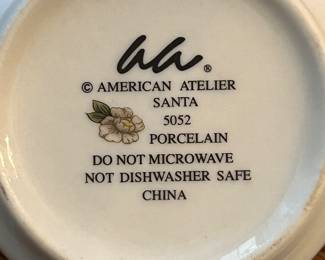 aa®
© AMERICAN ATELIER
SANTA
5052
PORCELAIN
DO NOT MICROWAVE
NOT DISHWASHER SAFE
CHINA